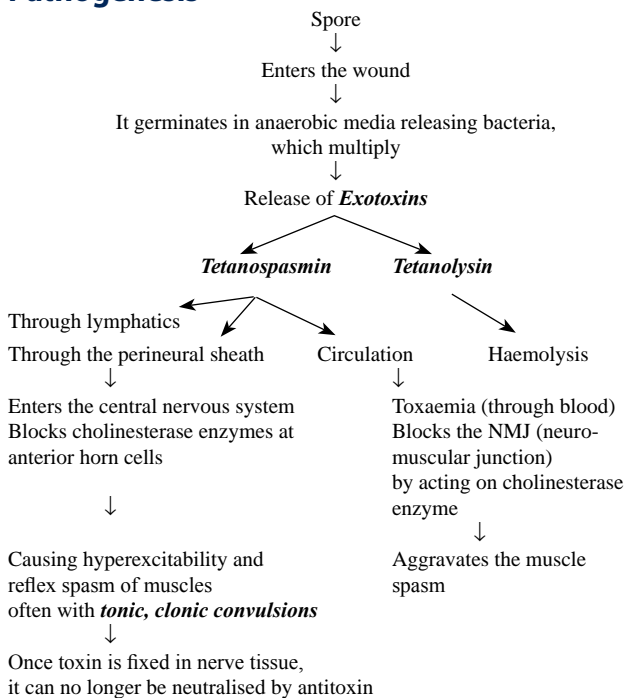 Spore
↓
Enters the wound
↓
It germinates in anaerobic media releasing bacteria,
which multiply
↓
Release of Exotoxins
Tetanospasmin Tetanolysin
Through lymphatics
Through the perineural sheath Circulation Haemolysis
↓ ↓
Enters the central nervous system
Blocks cholinesterase enzymes at
anterior horn cells
Toxaemia (through blood)
Blocks the NMJ (neuro-
muscular junction)
by acting on cholinesterase
enzyme
↓
↓
Causing hyperexcitability and
reflex spasm of muscles
often with tonic, clonic convulsions
Aggravates the muscle
spasm
↓
Once toxin is fixed in nerve tissue,
it can no longer be neutralised by antitoxin